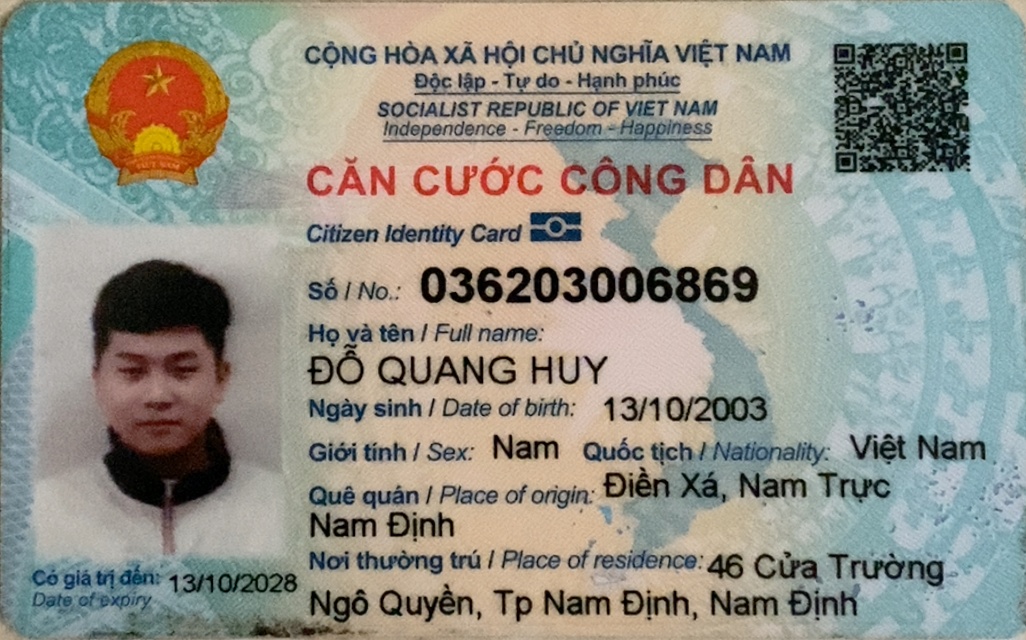 CỘNG HÒA XÃ HỘI CHỦ NGHĨA VIỆT NAM
Độc lập - Tự do - Hạnh phúc
SOCIALIST REPUBLIC OF VIET NAM
Independence - Freedom - Happiness
CĂN CƯỚC CÔNG DÂN
Citizen Identity Card
Số / No.: 036203006869
Họ và tên / Full name:
ĐỖ QUANG HUY
Ngày sinh / Date of birth: 13/10/2003
Giới tính / Sex: Nam Quốc tịch / Nationality: Việt Nam
Quê quán / Place of origin: Điền Xá, Nam Trực
Nam Định
Nơi thường trú / Place of residence: 46 Cửa Trường
Ngô Quyền, Tp Nam Định, Nam Định
Có giá trị đến: 13/10/2028
Date of expiry
VIỆT NAM